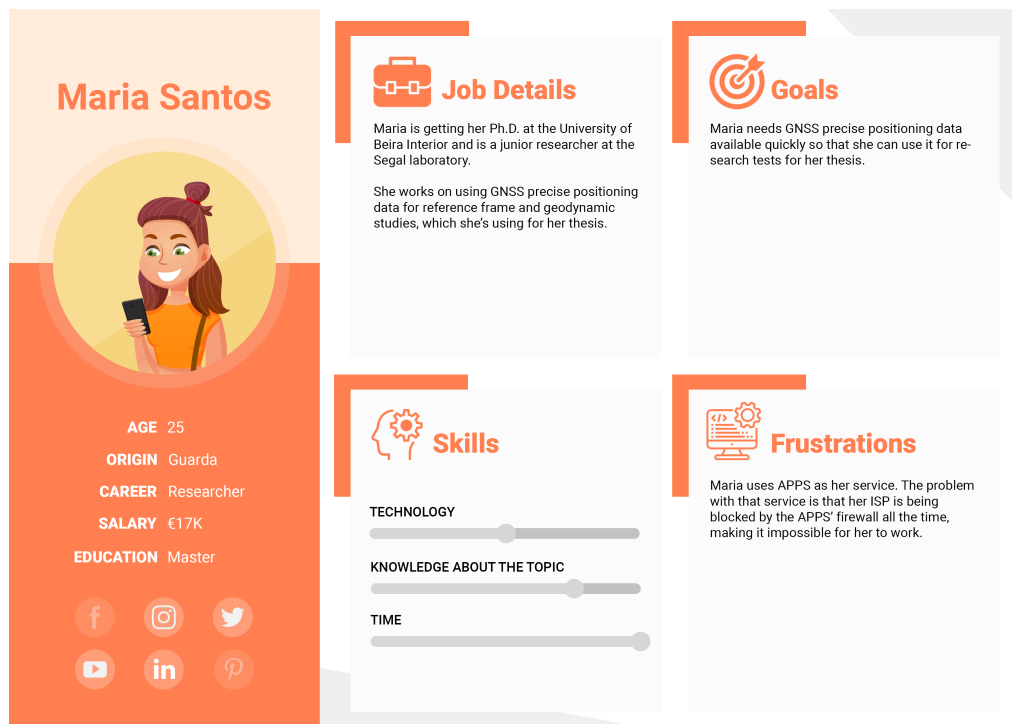 Maria Santos
AGE 25
ORIGIN Guarda
CAREER Researcher
SALARY €17K
EDUCATION Master
Job Details
Maria is getting her Ph.D. at the University of
Beira Interior and is a junior researcher at the
Segal laboratory.
She works on using GNSS precise positioning
data for reference frame and geodynamic
studies, which she's using for her thesis.
Goals
Maria needs GNSS precise positioning data
available quickly so that she can use it for re-
search tests for her thesis.
Skills
TECHNOLOGY
KNOWLEDGE ABOUT THE TOPIC
TIME
Frustrations
Maria uses APPS as her service. The problem
with that service is that her ISP is being
blocked by the APPS' firewall all the time,
making it impossible for her to work.